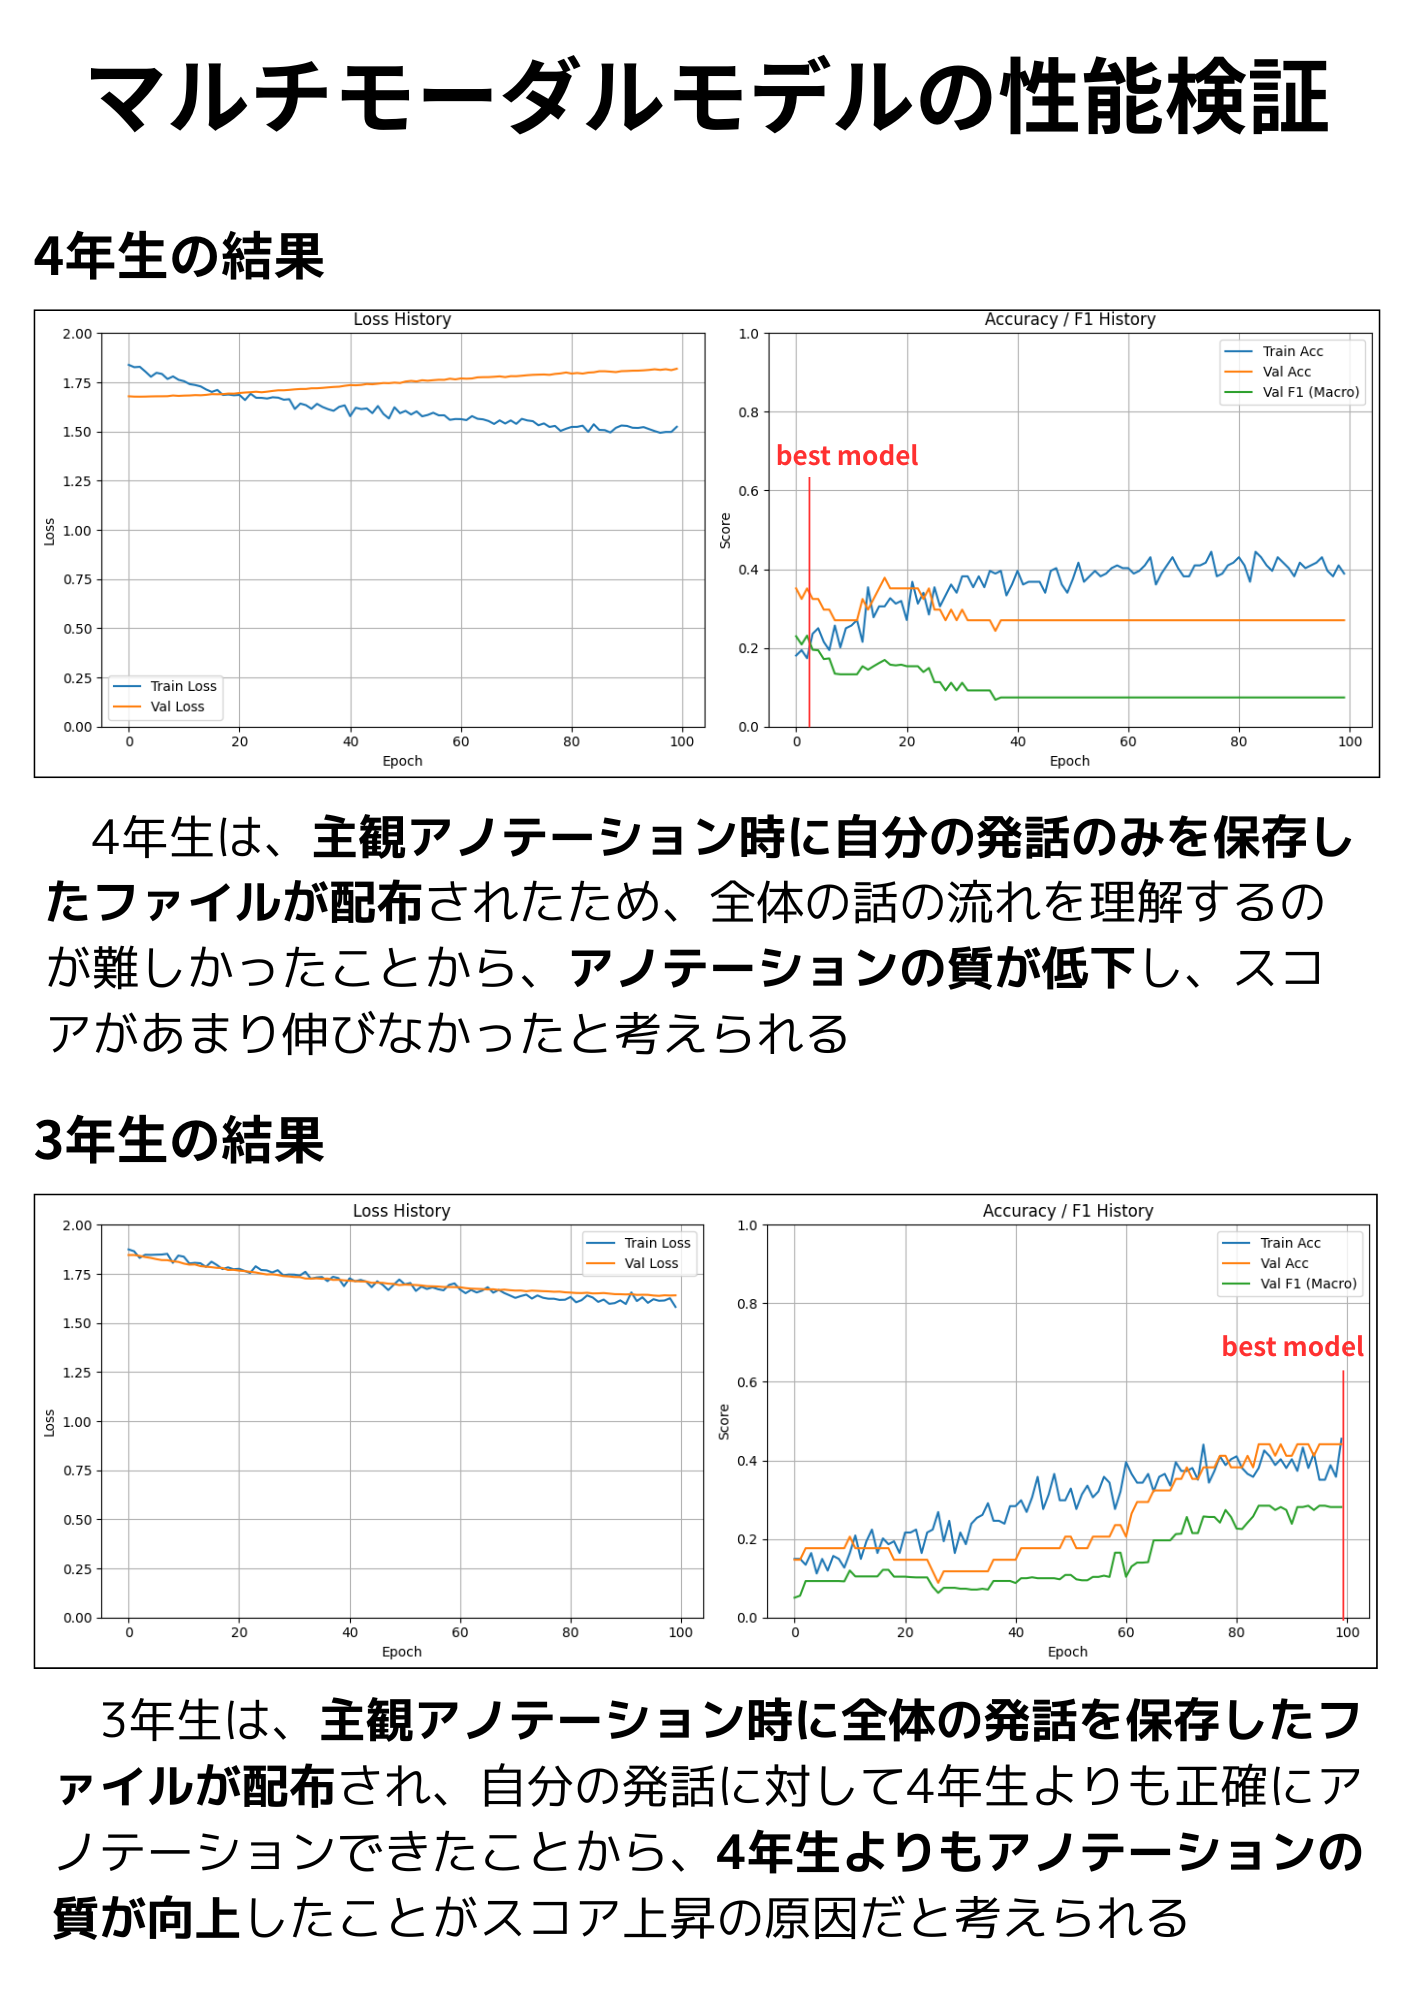 マルチモーダルモデルの性能検証
4年生の結果
Loss History
2.00
1.75
1.50
1.25
1.00
0.75
0.50
0.25
0.00
Loss
Train Loss
Val Loss
0 20 40 60 80 100
Epoch
Accuracy / F1 History
1.0
0.8
0.6
0.4
0.2
0.0
Score
Train Acc
Val Acc
Val F1 (Macro)
best model
0 20 40 60 80 100
Epoch
4年生は、主観アノテーション時に自分の発話のみを保存し
たファイルが配布されたため、全体の話の流れを理解するの
が難しかったことから、アノテーションの質が低下し、スコ
アがあまり伸びなかったと考えられる
3年生の結果
Loss History
2.00
1.75
1.50
1.25
1.00
0.75
0.50
0.25
0.00
Loss
Train Loss
Val Loss
0 20 40 60 80 100
Epoch
Accuracy / F1 History
1.0
0.8
0.6
0.4
0.2
0.0
Score
Train Acc
Val Acc
Val F1 (Macro)
best model
0 20 40 60 80 100
Epoch
3年生は、主観アノテーション時に全体の発話を保存したフ
ァイルが配布され、自分の発話に対して4年生よりも正確にア
ノテーションできたことから、4年生よりもアノテーションの
質が向上したことがスコア上昇の原因だと考えられる